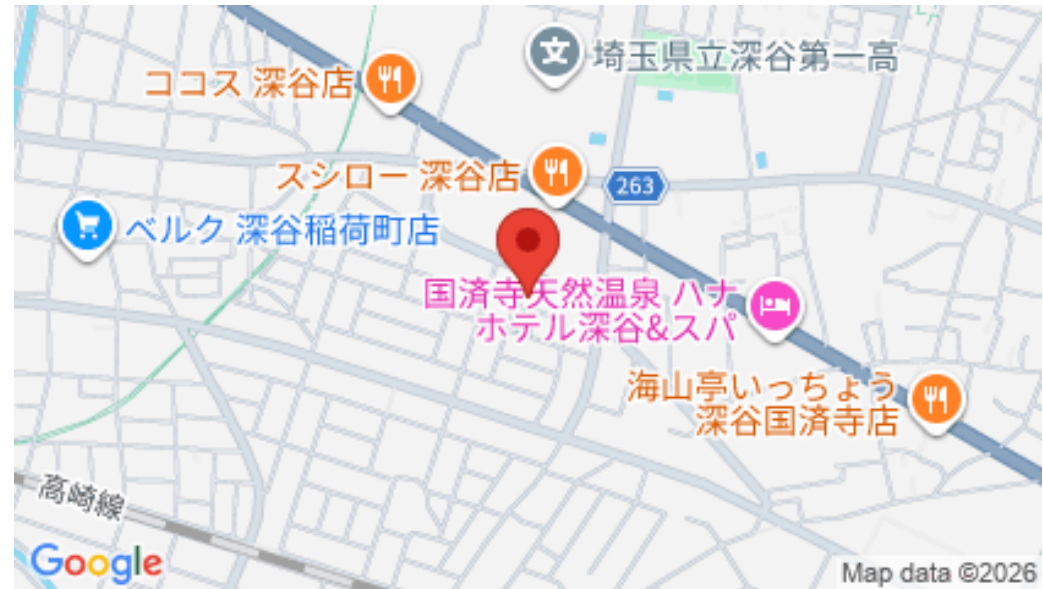 埼玉県立深谷第一高
ココス 深谷店
スシロー 深谷店
263
ベルク 深谷稲荷町店
国済寺天然温泉 ハナ
ホテル深谷&スパ
海山亭いっちょう
深谷国済寺店
高崎線
Google
Map data ©2026